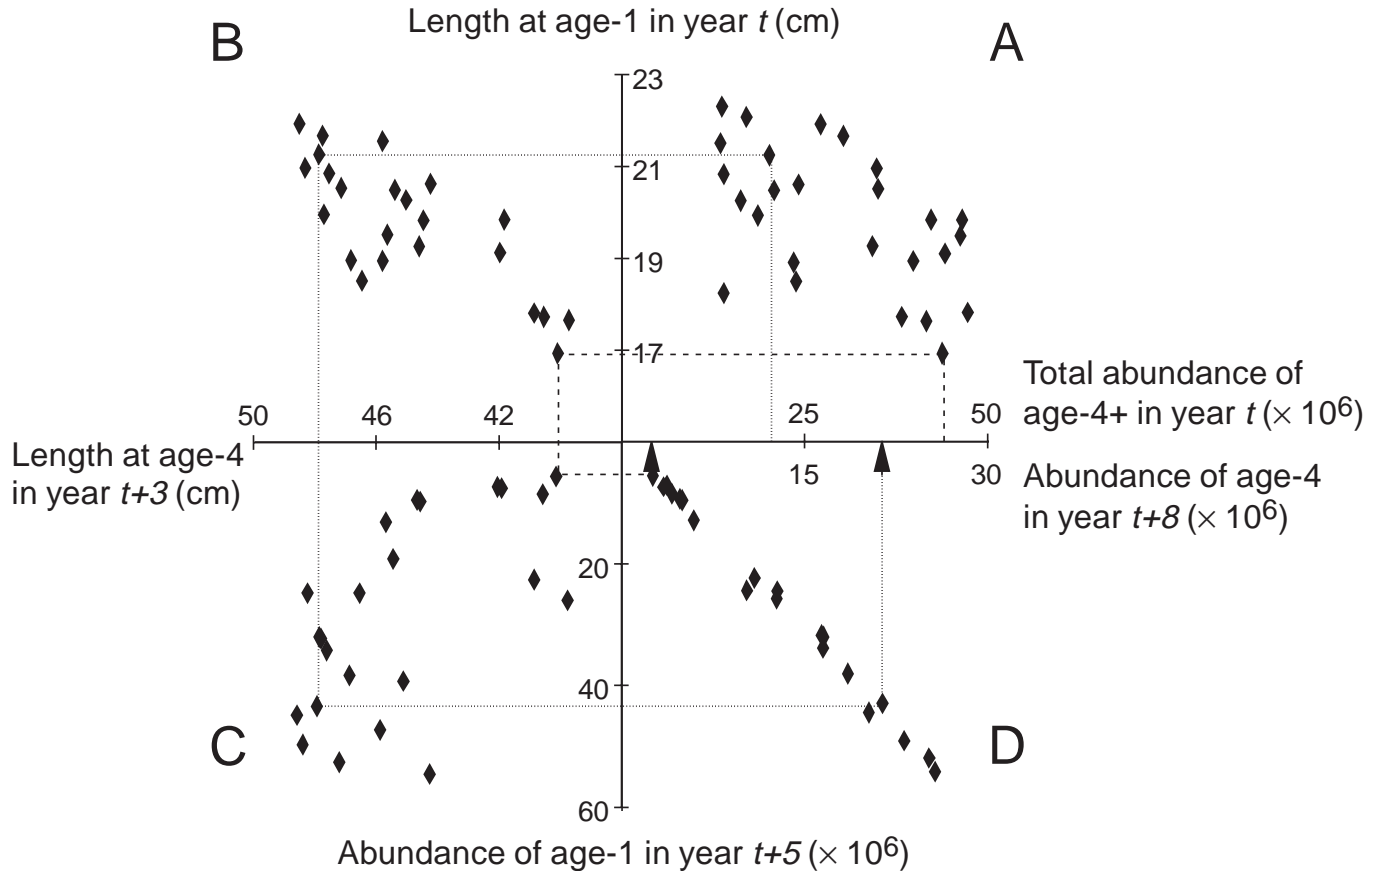 Length at age-1 in year t (cm)
B
A
23
21
19
17
50
46
42
25
50
Total abundance of
age-4+ in year t (× 10⁶)
Length at age-4
in year t+3 (cm)
15
30
Abundance of age-4
in year t+8 (× 10⁶)
20
40
60
C
D
Abundance of age-1 in year t+5 (× 10⁶)